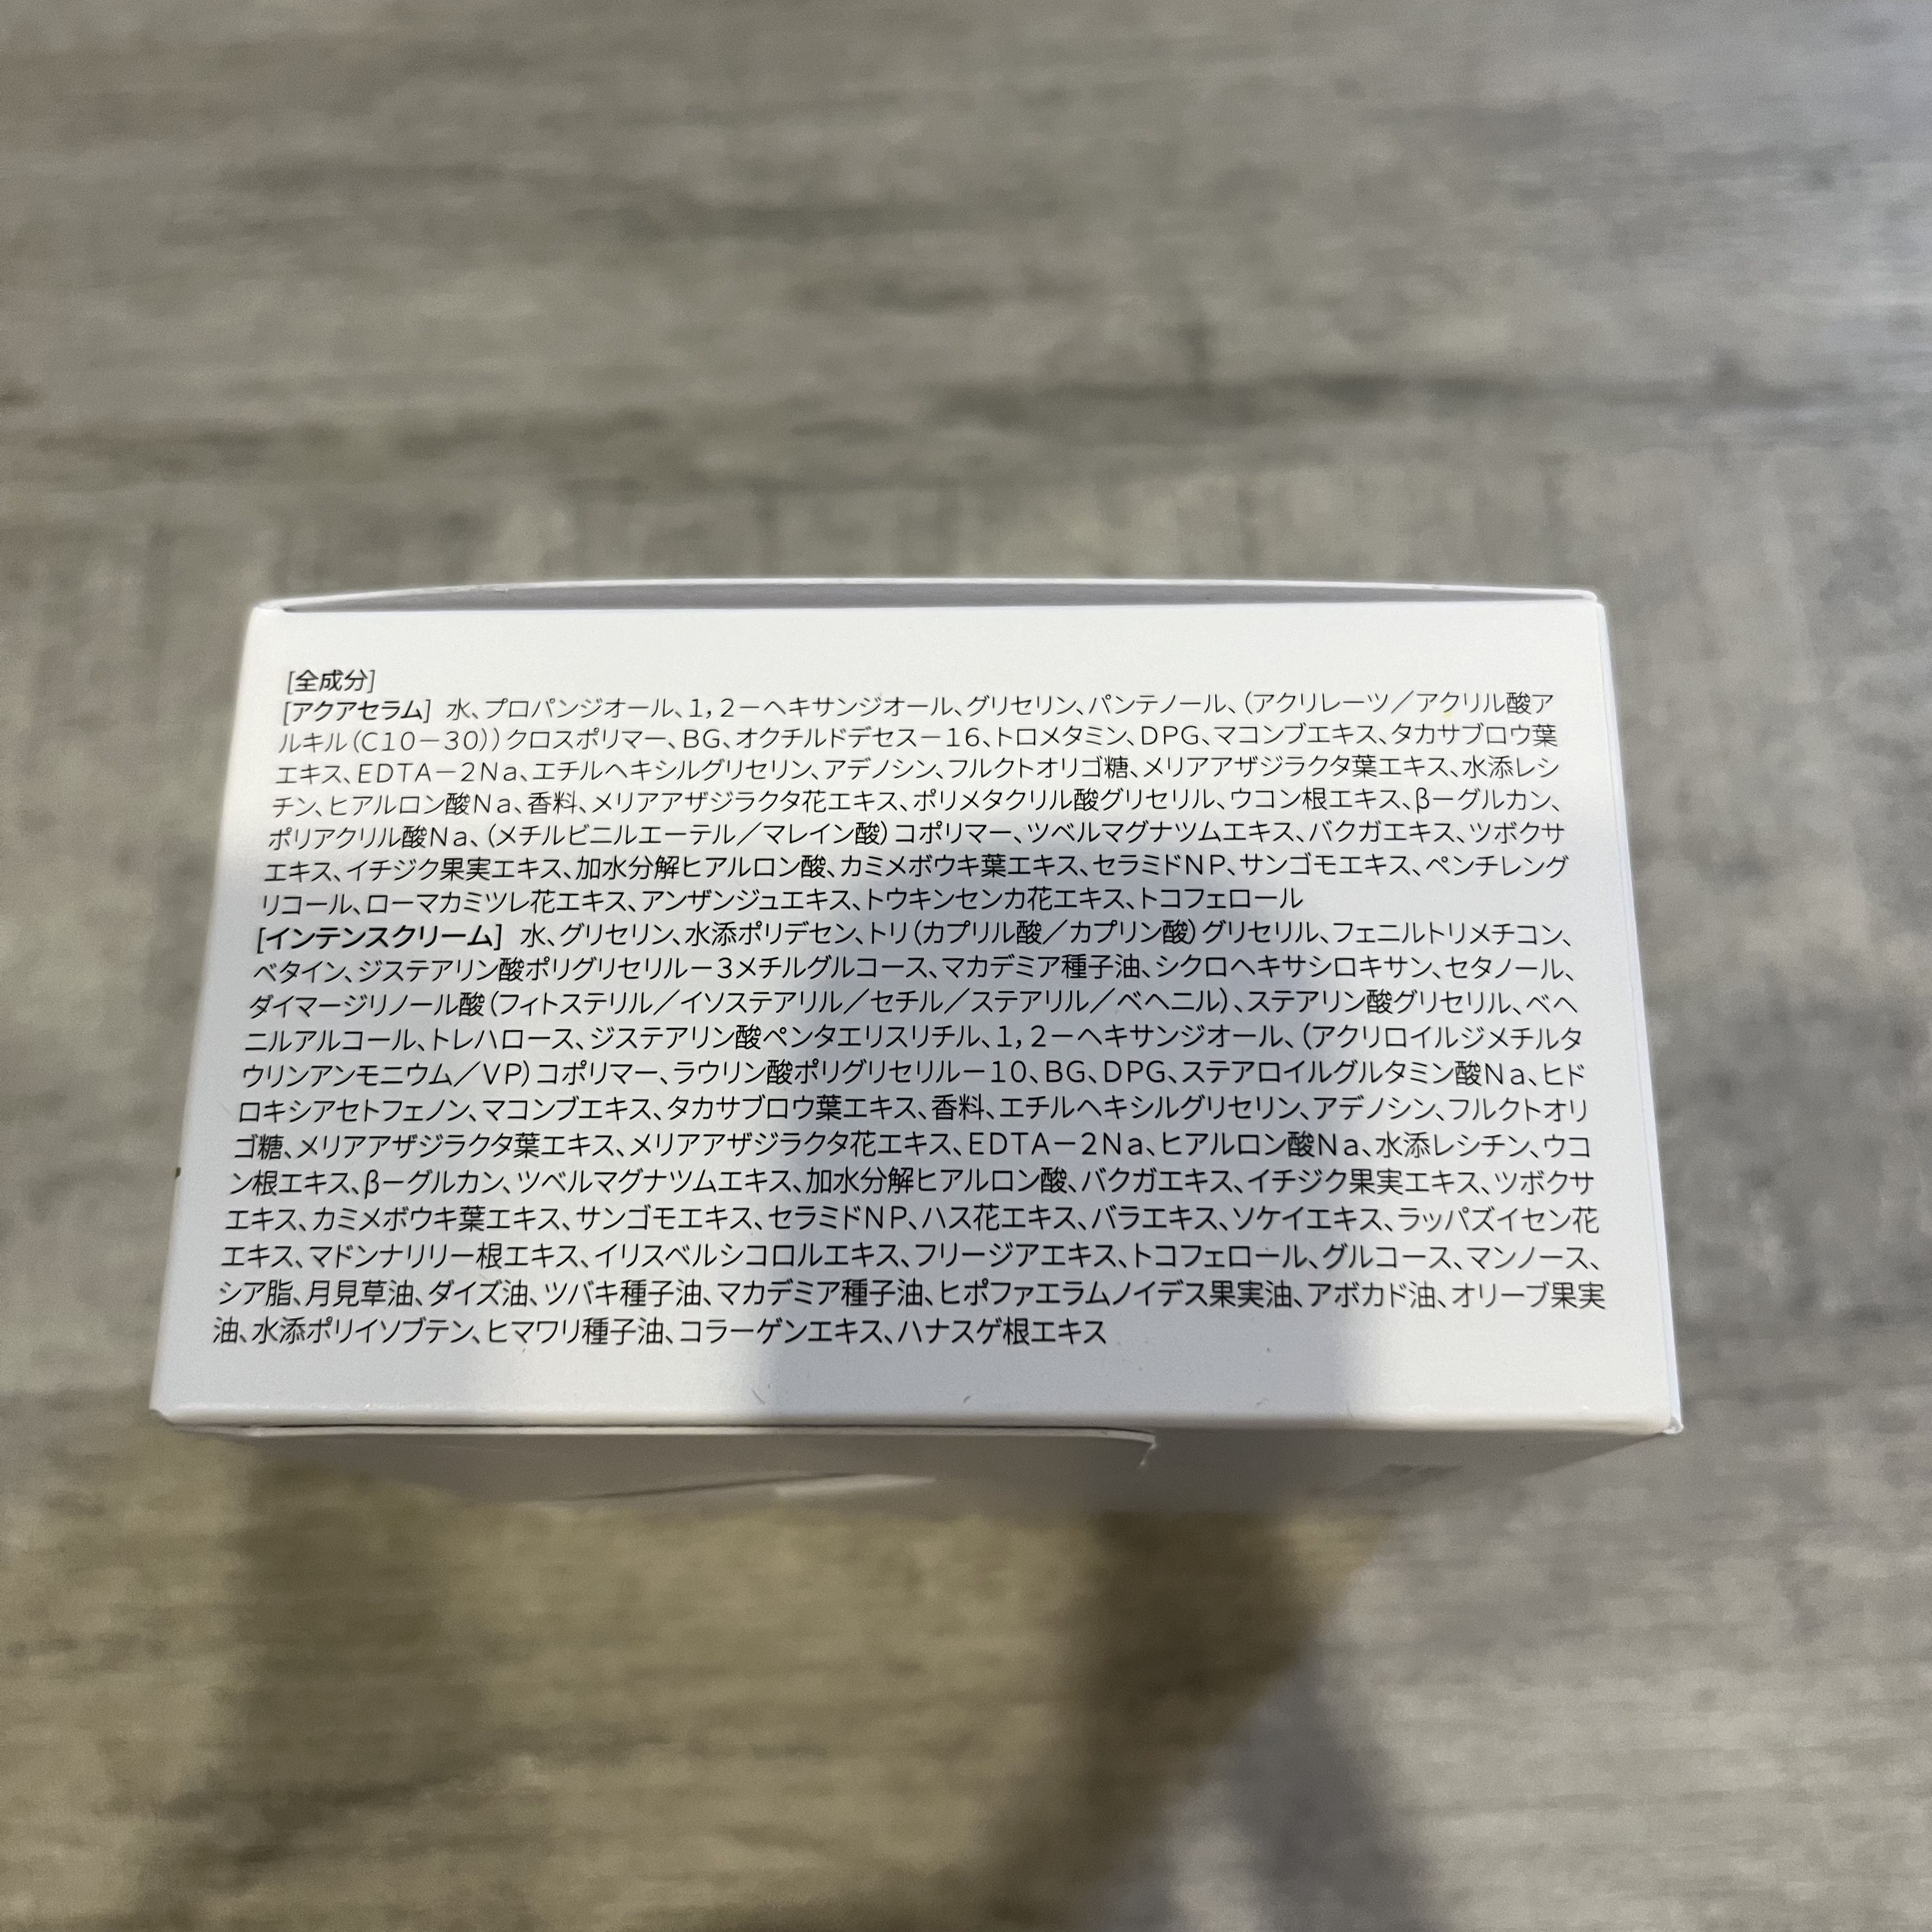 [全成分]
[アクアセラム] 水、プロパンジオール、1,2－ヘキサンジオール、グリセリン、パンテノール、(アクリレーツ／アクリル酸ア
ルキル(C10－30))クロスポリマー、BG、オクチルドデセス－16、トロメタミン、DPG、マコンブエキス、タカサブロウ葉
エキス、EDTA－2Na、エチルヘキシルグリセリン、アデノシン、フルクトオリゴ糖、メリアアザジラクタ葉エキス、水添レシ
チン、ヒアルロン酸Na、香料、メリアアザジラクタ花エキス、ポリメタクリル酸グリセリル、ウコン根エキス、βーグルカン、
ポリアクリル酸Na、(メチルビニルエーテル／マレイン酸)コポリマー、ツベルマグナツムエキス、バクガエキス、ツボクサ
エキス、イチジク果実エキス、加水分解ヒアルロン酸、カミメボウキ葉エキス、セラミドNP、サンゴモエキス、ペンチレング
リコール、ローマカミツレ花エキス、アンザンジュエキス、トウキンセンカ花エキス、トコフェロール
[インテンスクリーム] 水、グリセリン、水添ポリデセン、トリ(カプリル酸／カプリン酸)グリセリル、フェニルトリメチコン、
ベタイン、ジステアリン酸ポリグリセリル－3メチルグルコース、マカデミア種子油、シクロヘキサシロキサン、セタノール、
ダイマージリノール酸(フィトステリル／イソステアリル／セチル／ステアリル／ベヘニル)、ステアリン酸グリセリル、ベヘ
ニルアルコール、トレハロース、ジステアリン酸ペンタエリスリチル、1,2－ヘキサンジオール、(アクリロイルジメチルタ
ウリンアンモニウム／VP)コポリマー、ラウリン酸ポリグリセリル－10、BG、DPG、ステアロイルグルタミン酸Na、ヒド
ロキシアセトフェノン、マコンブエキス、タカサブロウ葉エキス、香料、エチルヘキシルグリセリン、アデノシン、フルクトオリ
ゴ糖、メリアアザジラクタ葉エキス、メリアアザジラクタ花エキス、EDTA－2Na、ヒアルロン酸Na、水添レシチン、ウコ
ン根エキス、βーグルカン、ツベルマグナツムエキス、加水分解ヒアルロン酸、バクガエキス、イチジク果実エキス、ツボクサ
エキス、カミメボウキ葉エキス、サンゴモエキス、セラミドNP、ハス花エキス、バラエキス、ソケイエキス、ラッパズイセン花
エキス、マドンナリリー根エキス、イリスベルシコロルエキス、フリージアエキス、トコフェロール、グルコース、マンノース、
シア脂、月見草油、ダイズ油、ツバキ種子油、マカデミア種子油、ヒポファエラムノイデス果実油、アボカド油、オリーブ果実
油、水添ポリイソブテン、ヒマワリ種子油、コラーゲンエキス、ハナスゲ根エキス